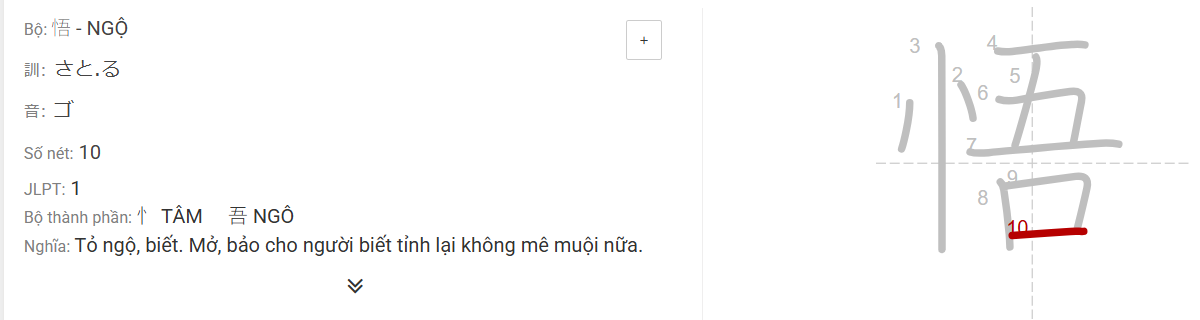 Bộ: 悟 - NGỘ
+
訓: さと.る
音: ゴ
Số nét: 10
JLPT: 1
Bộ thành phần: 忄 TÂM 吾 NGÔ
Nghĩa: Tỏ ngộ, biết. Mở, bảo cho người biết tỉnh lại không mê muội nữa.
悟
1
2
3
4
5
6
7
8
9
10